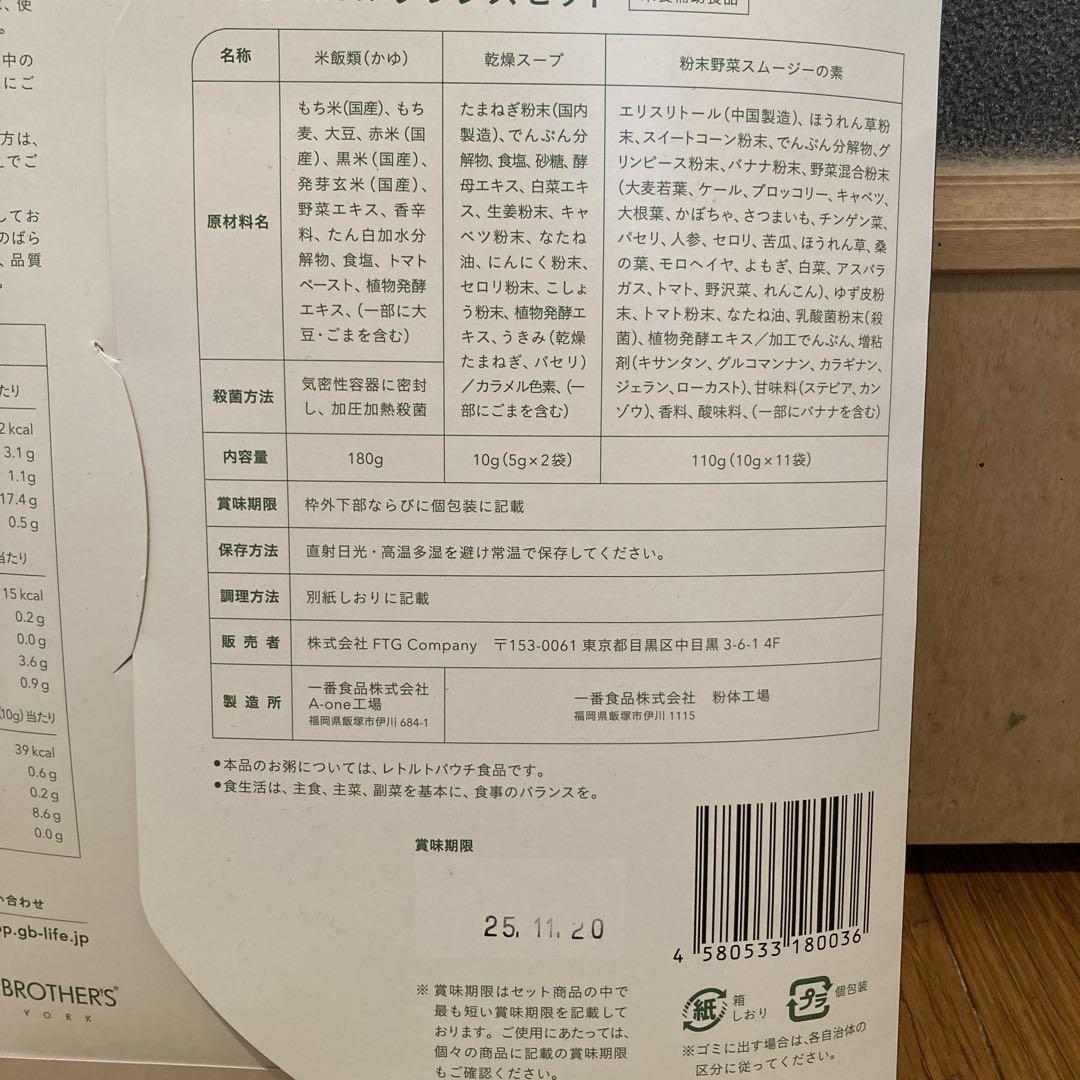 、使
。
中の
にご
方は、
でご
してお
のばら
、品質
。
たり
2 kcal
3.1 g
1.1g
17.4 g
0.5 g
当たり
15 kcal
0.2 g
0.0 g
3.6 g
0.9 g
(10g)当たり
39 kcal
0.6 g
0.2 g
8.6 g
0.0 g
い合わせ
p.gb-life.jp
BROTHER'S®
YORK
名称
米飯類(かゆ)
乾燥スープ
粉末野菜スムージーの素
原材料名
もち米(国産)、もち
麦、大豆、赤米(国
産)、黒米(国産)、
発芽玄米(国産)、
野菜エキス、香辛
料、たん白加水分
解物、食塩、トマト
ペースト、植物発酵
エキス、(一部に大
豆・ごまを含む)
たまねぎ粉末(国内
製造)、でんぷん分
解物、食塩、砂糖、酵
母エキス、白菜エキ
ス、生姜粉末、キャ
ベツ粉末、なたね
油、にんにく粉末、
セロリ粉末、こしょ
う粉末、植物発酵エ
キス、うきみ(乾燥
たまねぎ、パセリ)
/カラメル色素、(一
部にごまを含む)
エリスリトール(中国製造)、ほうれん草粉
末、スイートコーン粉末、でんぷん分解物、グ
リンピース粉末、バナナ粉末、野菜混合粉末
(大麦若葉、ケール、ブロッコリー、キャベツ、
大根葉、かぼちゃ、さつまいも、チンゲン菜、
パセリ、人参、セロリ、苦瓜、ほうれん草、桑
の葉、モロヘイヤ、よもぎ、白菜、アスパラ
ガス、トマト、野沢菜、れんこん)、ゆず皮粉
末、トマト粉末、なたね油、乳酸菌粉末(殺
菌)、植物発酵エキス/加工でんぷん、増粘
剤(キサンタン、グルコマンナン、カラギナン、
ジェラン、ローカスト)、甘味料(ステビア、カン
ゾウ)、香料、酸味料、(一部にバナナを含む)
殺菌方法
気密性容器に密封
し、加圧加熱殺菌
内容量
180g
10g(5g×2袋)
110g(10g×11袋)
賞味期限
枠外下部ならびに個包装に記載
保存方法
直射日光・高温多湿を避け常温で保存してください。
調理方法
別紙しおりに記載
販売者
株式会社 FTG Company 〒153-0061 東京都目黒区中目黒 3-6-1 4F
製造所
一番食品株式会社
A-one工場
福岡県飯塚市伊川 684-1
一番食品株式会社 粉体工場
福岡県飯塚市伊川 1115
●本品のお粥については、レトルトパウチ食品です。
●食生活は、主食、主菜、副菜を基本に、食事のバランスを。
賞味期限
25. 11. 20
4 580533 180036
※ 賞味期限はセット商品の中で
最も短い賞味期限を記載して
おります。ご使用にあたっては、
個々の商品に記載の賞味期限
もご確認ください。
紙
箱
しおり
プラ
個包装
※ゴミに出す場合は、各自治体の
区分に従ってください。